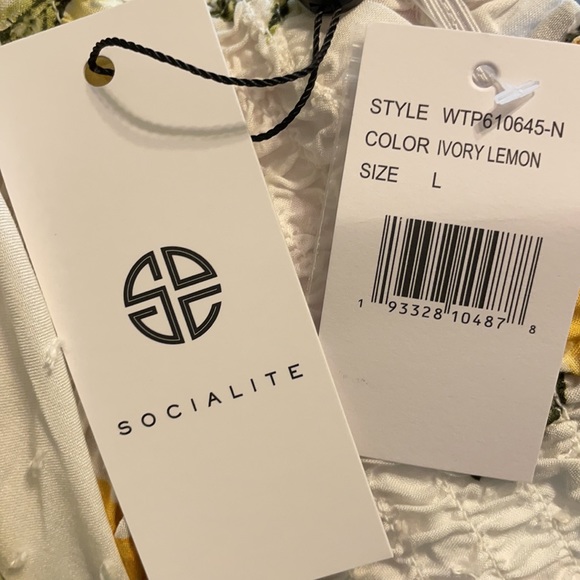 SOCIALITE
STYLE WTP610645-N
COLOR IVORY LEMON
SIZE L
1 93328 10487 8